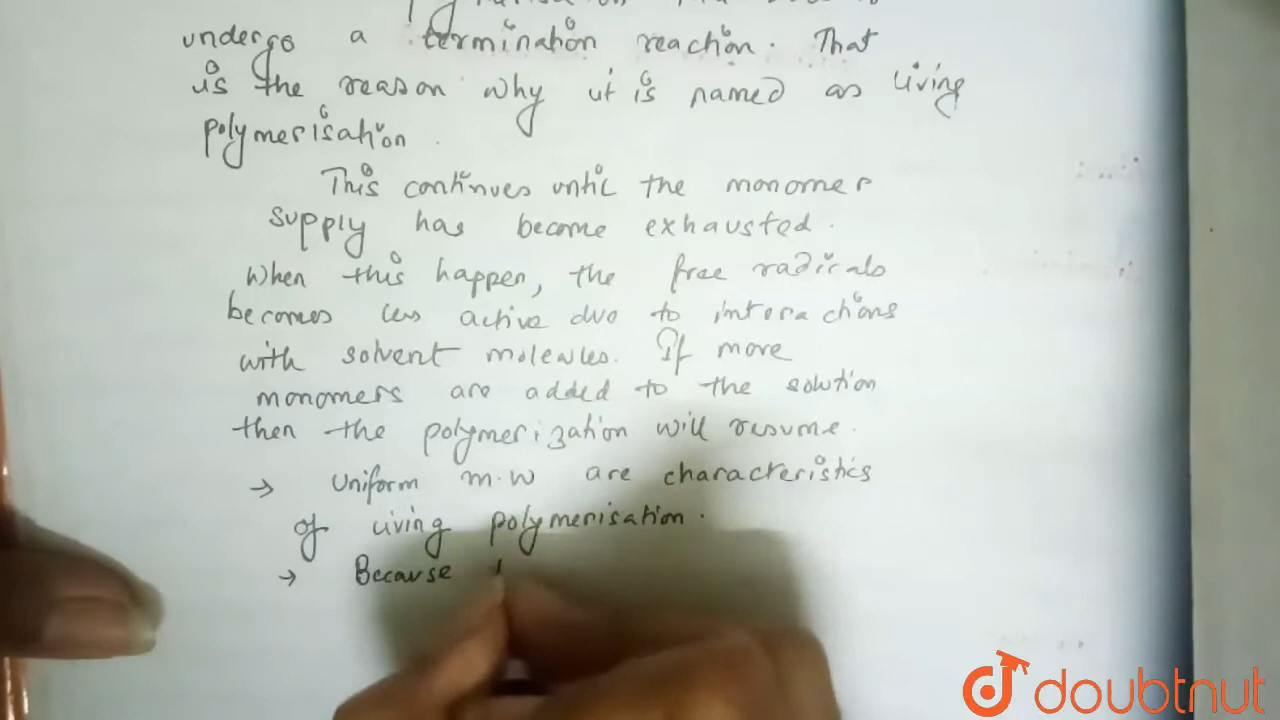 undergo a termination reaction. That
is the reason why it is named as living
polymerisation.
This continues until the monomer
supply has become exhausted.
When this happen, the free radicals
becomes less active due to interactions
with solvent molecules. If more
monomers are added to the solution
then the polymerization will resume.
→ Uniform m.w are characteristics
of living polymerisation.
→ Because
doubtnut